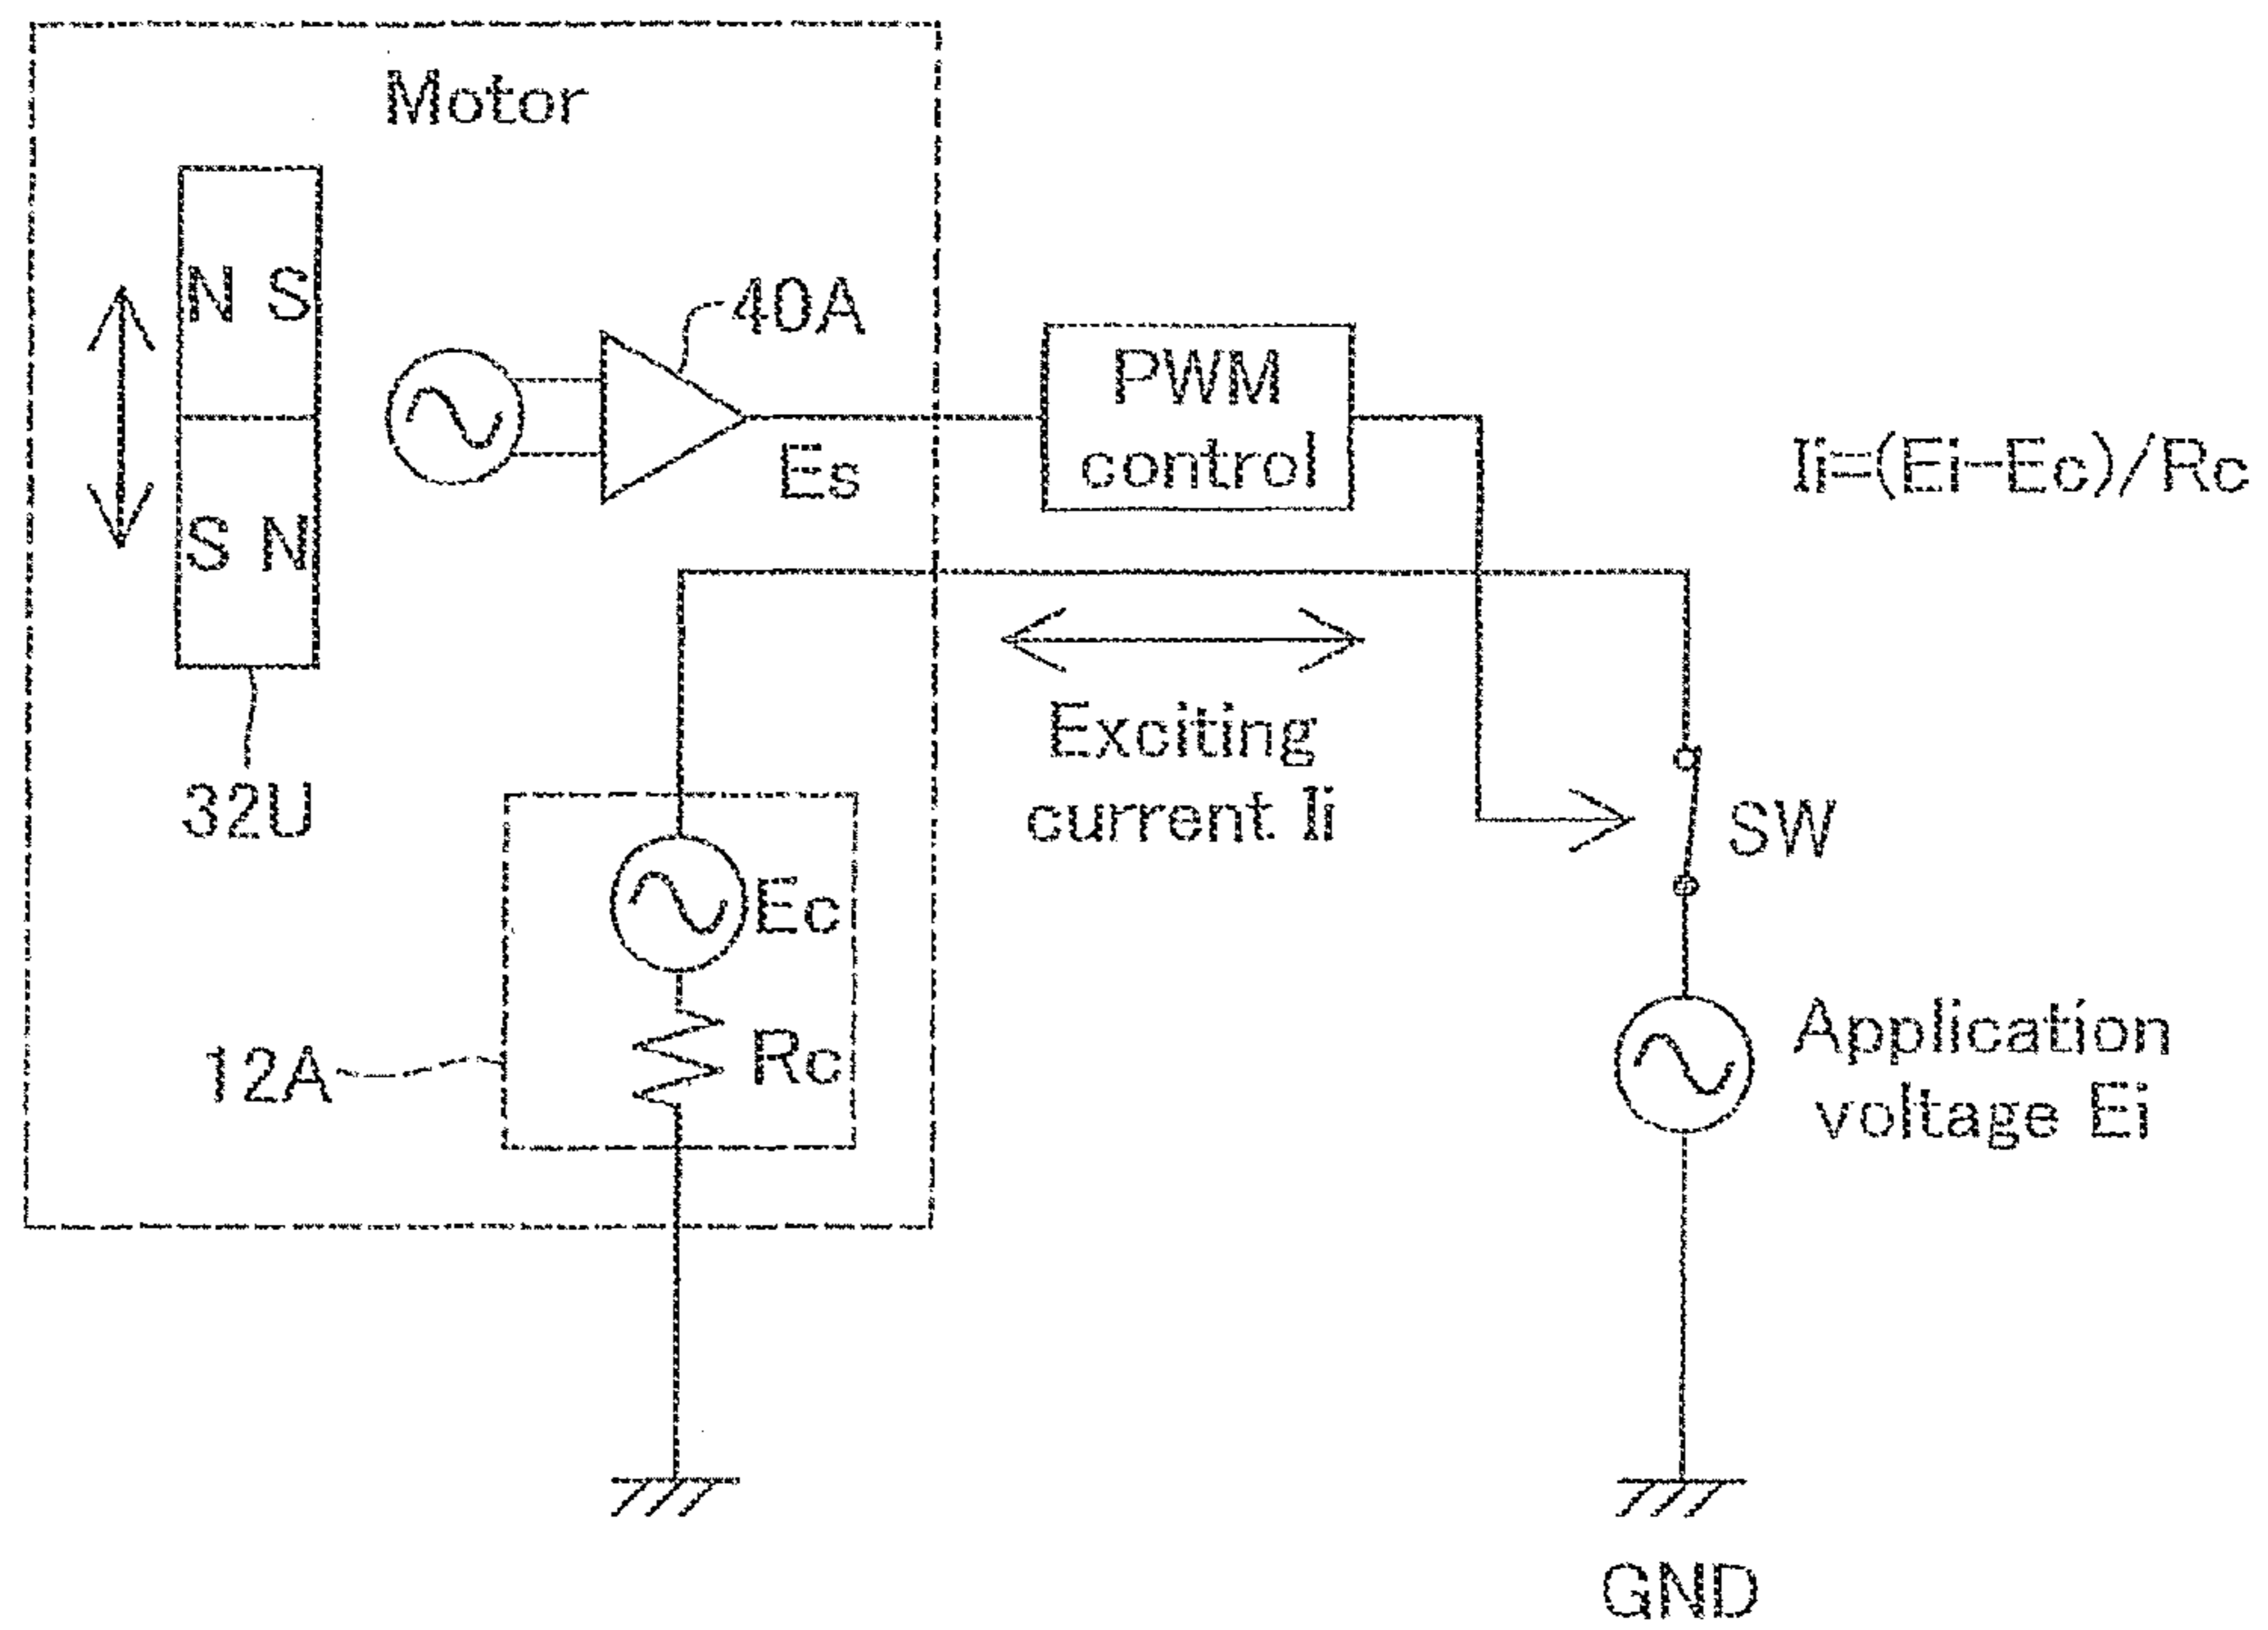 Motor
N S
40A
PWM
control
Es
Ii=(Ei-Ec)/Rc
S N
Exciting
current Ii
32U
SW
Ec
Rc
12A
Application
voltage Ei
GND